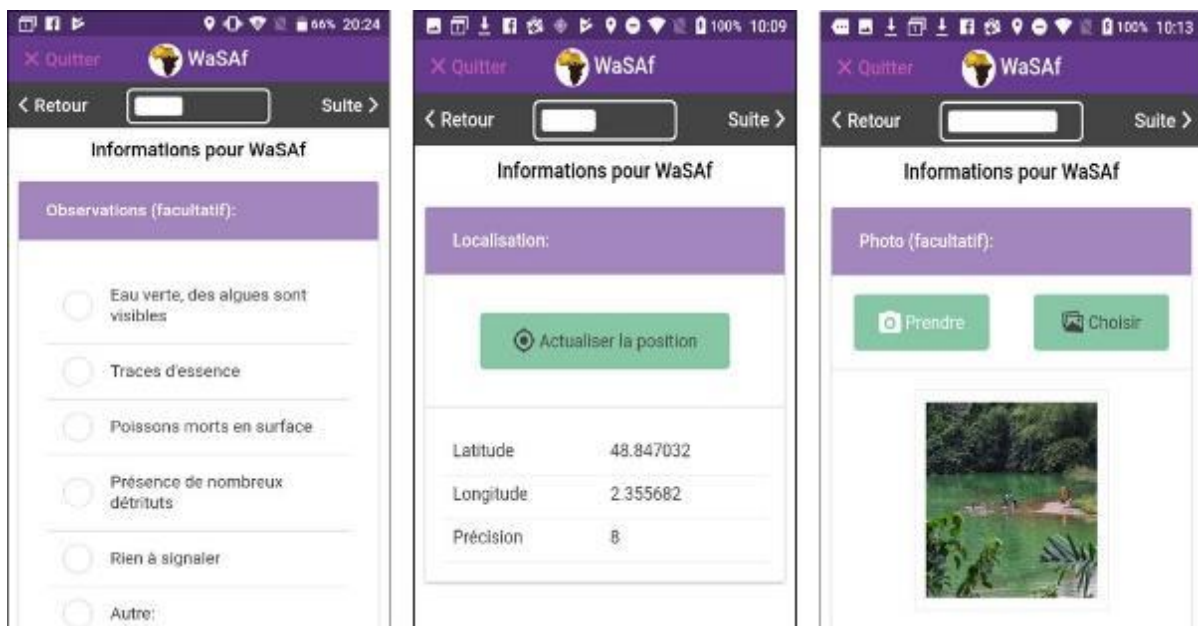 66% 20:24
X Quitter
WaSAf
< Retour
Suite >
Informations pour WaSAf
Observations (facultatif):
Eau verte, des algues sont
visibles
Traces d'essence
Poissons morts en surface
Présence de nombreux
détrituts
Rien à signaler
Autre:
100% 10:09
X Quitter
WaSAf
< Retour
Suite >
Informations pour WaSAf
Localisation:
Actualiser la position
Latitude 48.847032
Longitude 2.355682
Précision 8
100% 10:13
X Quitter
WaSAf
< Retour
Suite >
Informations pour WaSAf
Photo (facultatif):
Prendre
Choisir